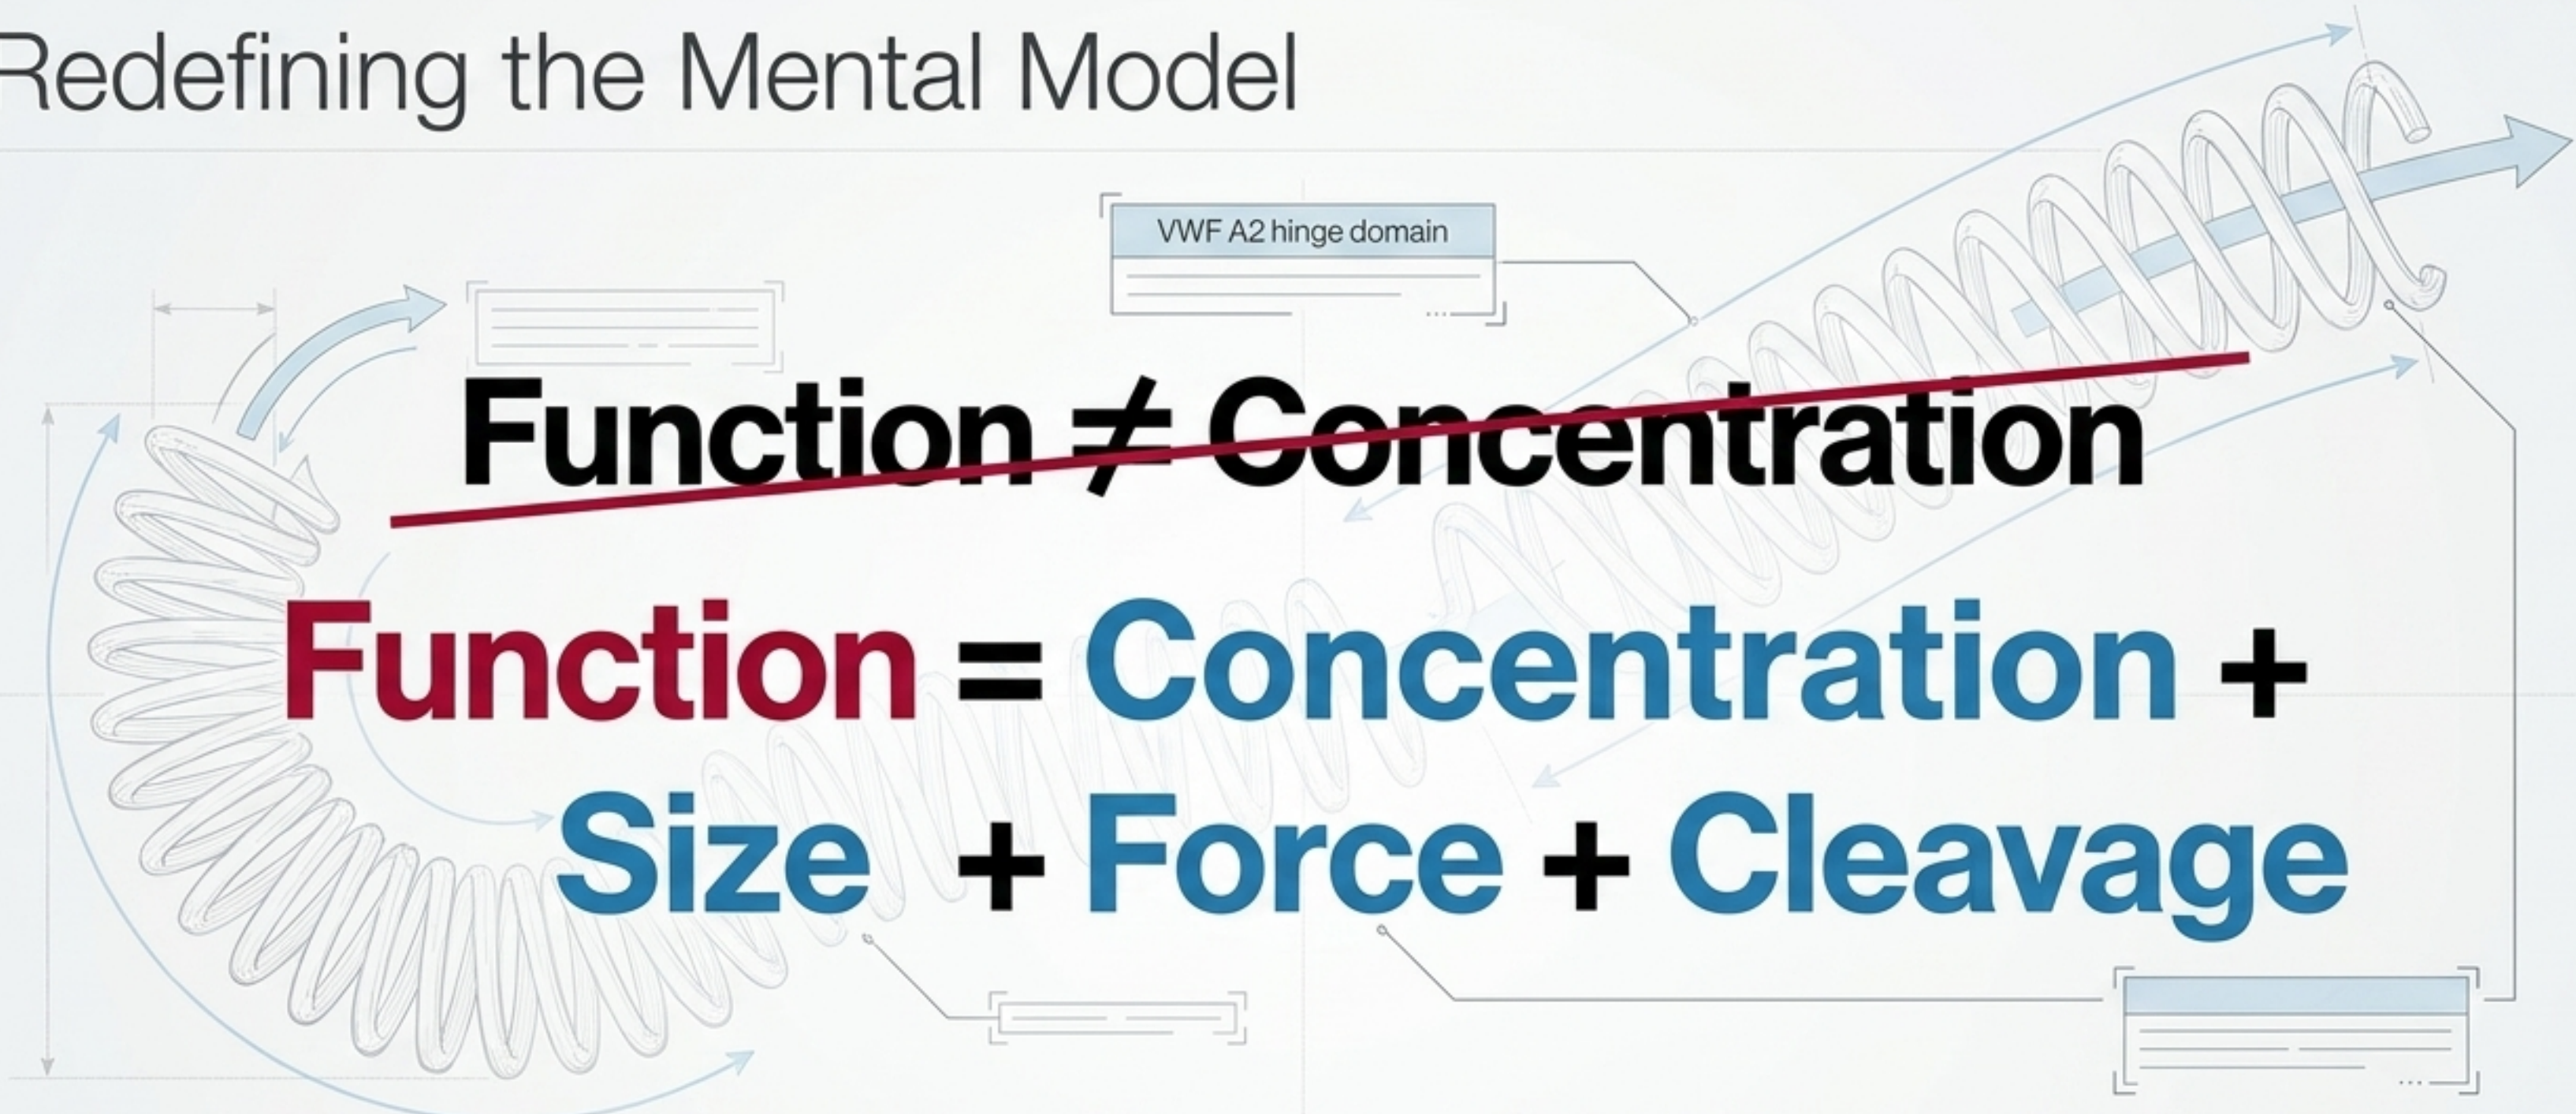 Redefining the Mental Model
VWF A2 hinge domain
Function ≠ Concentration
Function = Concentration +
Size + Force + Cleavage